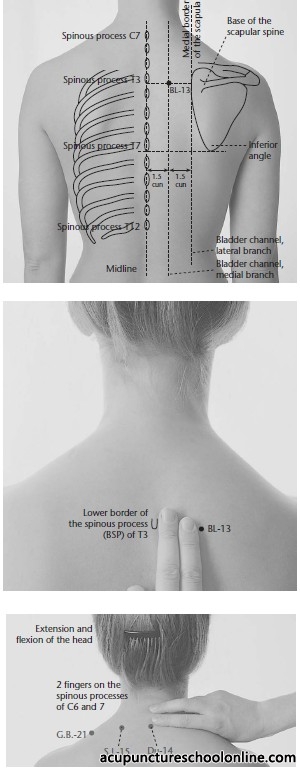 Spinous process C7
Medial border
of the scapula
Base of the
scapular spine
Spinous process T3
BL-13
Spinous process T7
Inferior
angle
1.5
cun
1.5
cun
Spinous process T12
Bladder channel,
lateral branch
Midline
Bladder channel,
medial branch
Lower border of
the spinous process
(BSP) of T3
BL-13
Extension and
flexion of the head
2 fingers on the
spinous processes
of C6 and 7
G.B.-21
S.I.-15
Du-14
acupunctureschoolonline.com